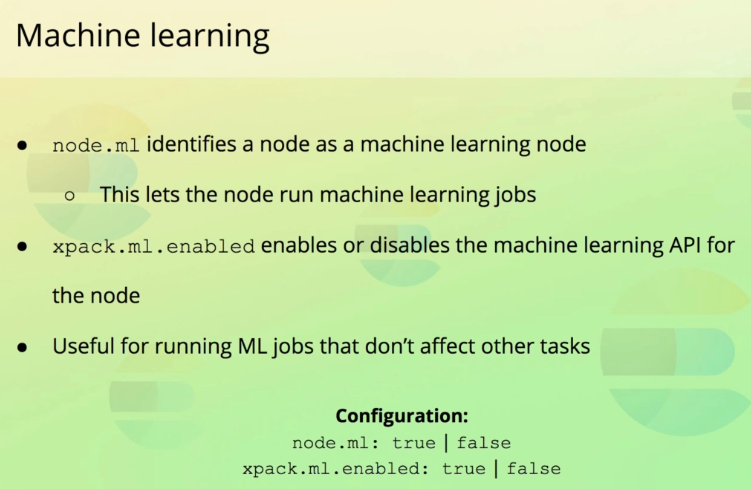 Machine learning
● node.ml identifies a node as a machine learning node
○ This lets the node run machine learning jobs
● xpack.ml.enabled enables or disables the machine learning API for
the node
● Useful for running ML jobs that don’t affect other tasks
Configuration:
node.ml: true | false
xpack.ml.enabled: true | false